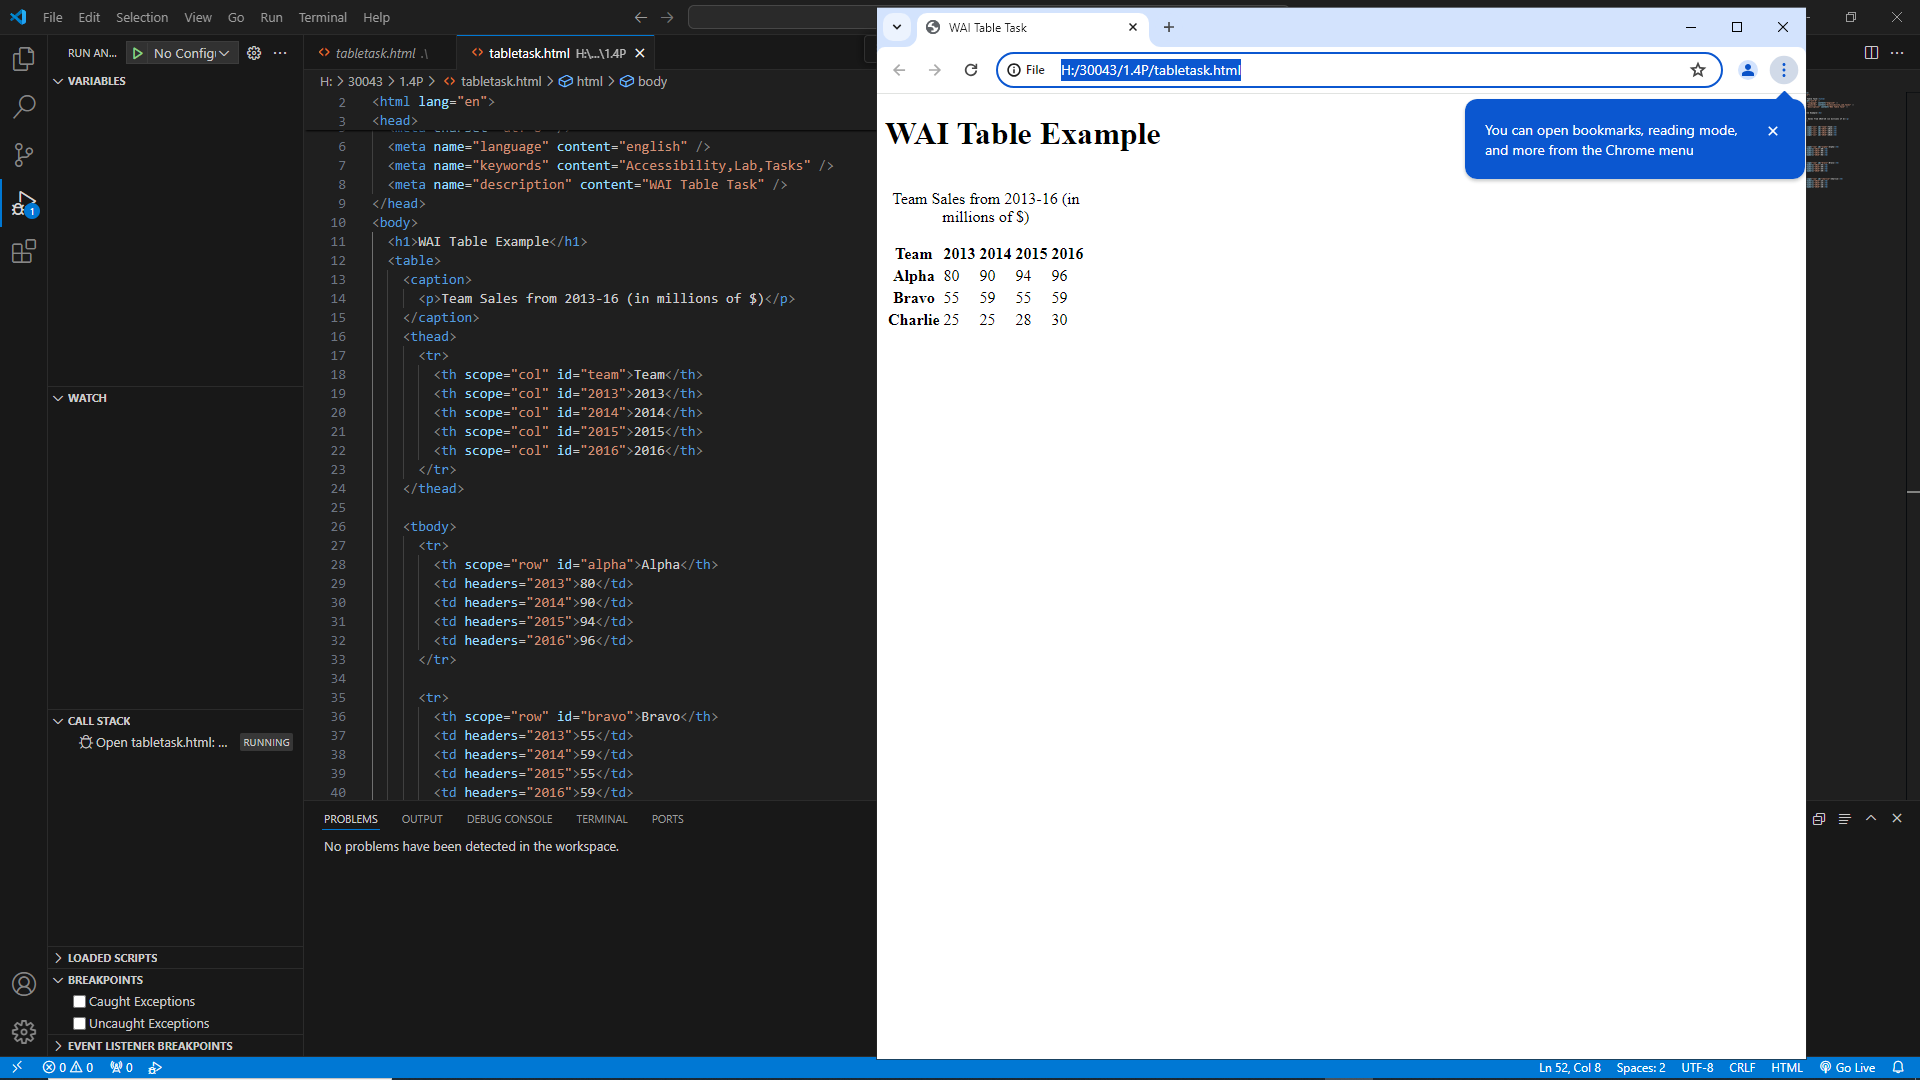 File Edit Selection View Go Run Terminal Help
RUN AN... No Config
VARIABLES
WATCH
CALL STACK
Open tabletask.html: ... RUNNING
LOADED SCRIPTS
BREAKPOINTS
Caught Exceptions
Uncaught Exceptions
EVENT LISTENER BREAKPOINTS
tabletask.html .\ tabletask.html H:\...\1.4P
H: > 30043 > 1.4P > tabletask.html > html > body
2 <html lang="en">
3 <head>
6 <meta name="language" content="english" />
7 <meta name="keywords" content="Accessibility,Lab,Tasks" />
8 <meta name="description" content="WAI Table Task" />
9 </head>
10 <body>
11 <h1>WAI Table Example</h1>
12 <table>
13 <caption>
14 <p>Team Sales from 2013-16 (in millions of $)</p>
15 </caption>
16 <thead>
17 <tr>
18 <th scope="col" id="team">Team</th>
19 <th scope="col" id="2013">2013</th>
20 <th scope="col" id="2014">2014</th>
21 <th scope="col" id="2015">2015</th>
22 <th scope="col" id="2016">2016</th>
23 </tr>
24 </thead>
25
26 <tbody>
27 <tr>
28 <th scope="row" id="alpha">Alpha</th>
29 <td headers="2013">80</td>
30 <td headers="2014">90</td>
31 <td headers="2015">94</td>
32 <td headers="2016">96</td>
33 </tr>
34
35 <tr>
36 <th scope="row" id="bravo">Bravo</th>
37 <td headers="2013">55</td>
38 <td headers="2014">59</td>
39 <td headers="2015">55</td>
40 <td headers="2016">59</td>
PROBLEMS OUTPUT DEBUG CONSOLE TERMINAL PORTS
No problems have been detected in the workspace.
WAI Table Task
File H:/30043/1.4P/tabletask.html
You can open bookmarks, reading mode,
and more from the Chrome menu
WAI Table Example
Team Sales from 2013-16 (in
millions of $)
Team 2013 2014 2015 2016
Alpha 80 90 94 96
Bravo 55 59 55 59
Charlie 25 25 28 30
1
0 0 0 Ln 52, Col 8 Spaces: 2 UTF-8 CRLF HTML Go Live